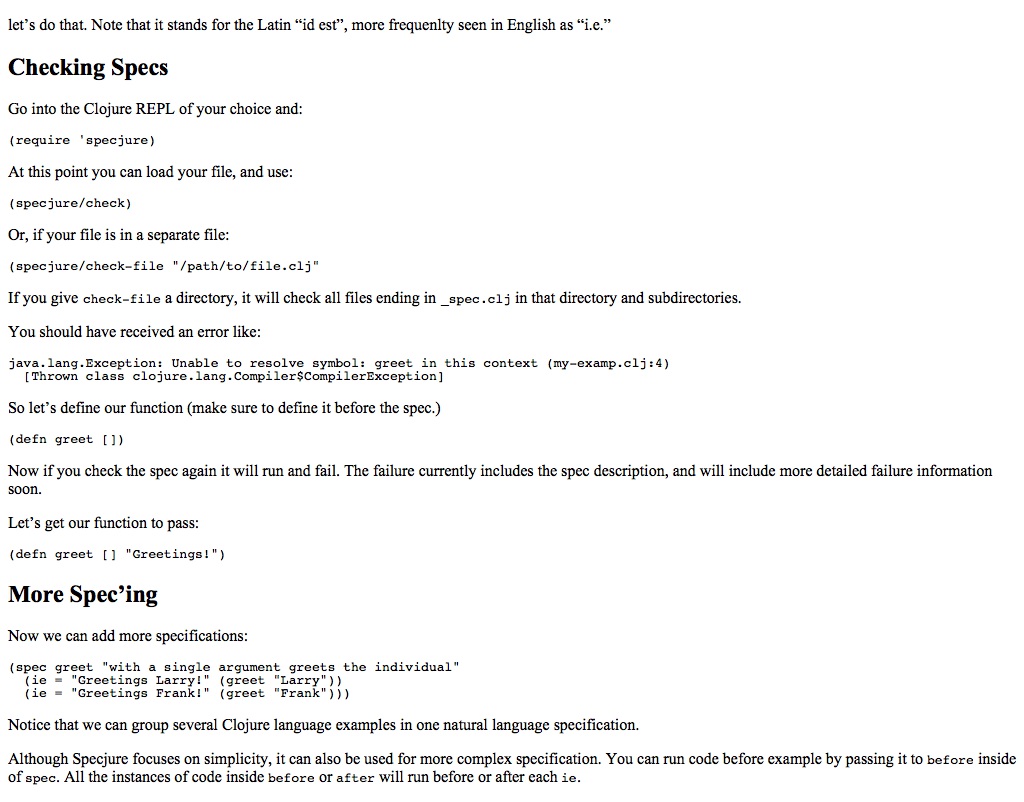 let’s do that. Note that it stands for the Latin “id est”, more frequenlty seen in English as “i.e.”
Checking Specs
Go into the Clojure REPL of your choice and:
(require 'specjure)
At this point you can load your file, and use:
(specjure/check)
Or, if your file is in a separate file:
(specjure/check-file "/path/to/file.clj"
If you give check-file a directory, it will check all files ending in _spec.clj in that directory and subdirectories.
You should have received an error like:
java.lang.Exception: Unable to resolve symbol: greet in this context (my-examp.clj:4)
  [Thrown class clojure.lang.Compiler$CompilerException]
So let’s define our function (make sure to define it before the spec.)
(defn greet [])
Now if you check the spec again it will run and fail. The failure currently includes the spec description, and will include more detailed failure information
soon.
Let’s get our function to pass:
(defn greet [] "Greetings!")
More Spec’ing
Now we can add more specifications:
(spec greet "with a single argument greets the individual"
  (ie = "Greetings Larry!" (greet "Larry"))
  (ie = "Greetings Frank!" (greet "Frank")))
Notice that we can group several Clojure language examples in one natural language specification.
Although Specjure focuses on simplicity, it can also be used for more complex specification. You can run code before example by passing it to before inside
of spec. All the instances of code inside before or after will run before or after each ie.